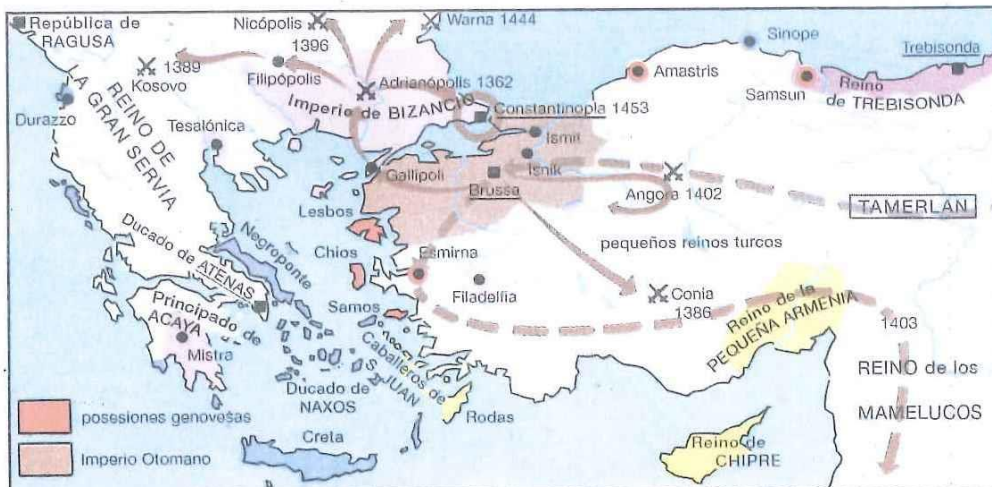 República de
RAGUSA
Nicópolis
1396
Warna 1444
Sinope
Trebisonda
1389
Kosovo
Filipópolis
Adrianópolis 1362
Amastris
Samsun
Reino
de TREBISONDA
LA GRAN SERVIA
REINO DE
Imperio de BIZANCIO
Constantinopla
1453
Durazzo
Tesalónica
Ismit
Isnik
Gallipoli
Brussa
Angora 1402
TAMERLAN
Lesbos
pequeños reinos turcos
Ducado de ATENAS
Negroponte
Chios
Esmirna
Filadelfia
Conia
1386
Reino de la
PEQUEÑA ARMENIA
1403
Principado de
ACAYA
Samos
Mistra
Caballeros de
S. JUAN
REINO de los
MAMELUCOS
Ducado de
NAXOS
Rodas
posesiones genovesas
Creta
Reino de
CHIPRE
Imperio Otomano